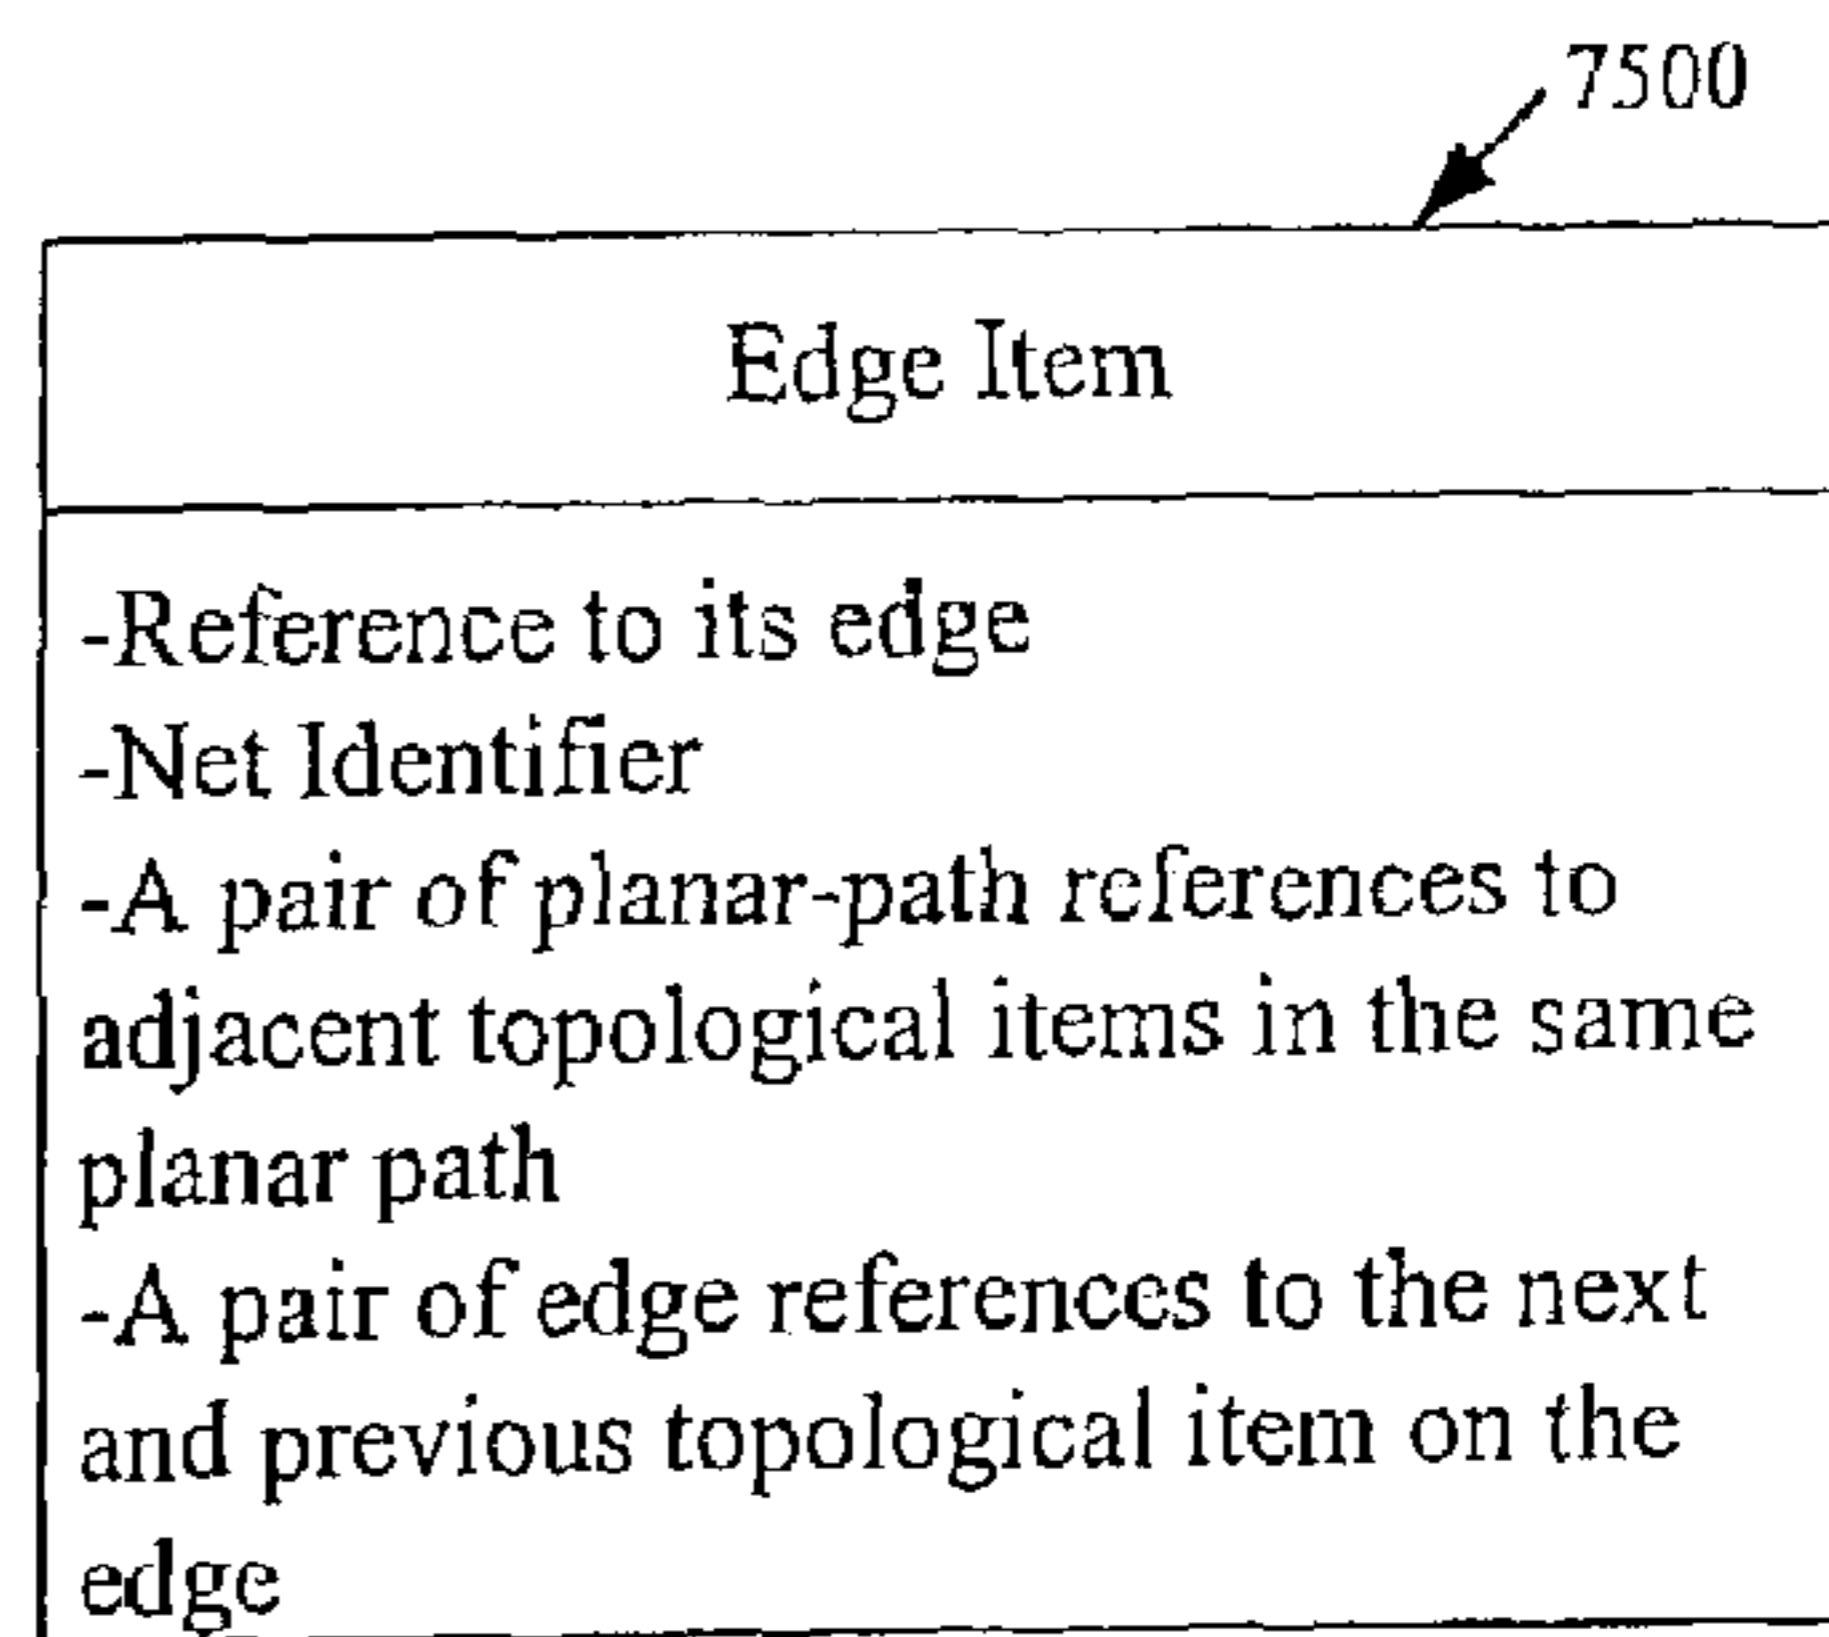 7500
Edge Item
-Reference to its edge
-Net Identifier
-A pair of planar-path references to
adjacent topological items in the same
planar path
-A pair of edge references to the next
and previous topological item on the
edge